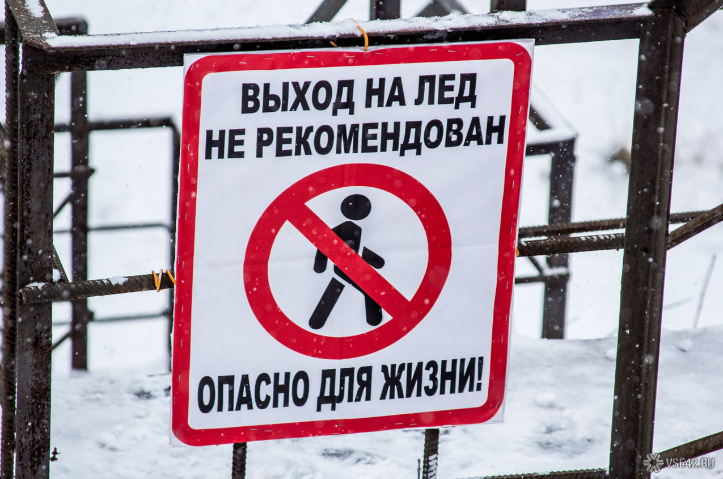 ВЫХОД НА ЛЕД
НЕ РЕКОМЕНДОВАН
ОПАСНО ДЛЯ ЖИЗНИ!
VSE42.RU